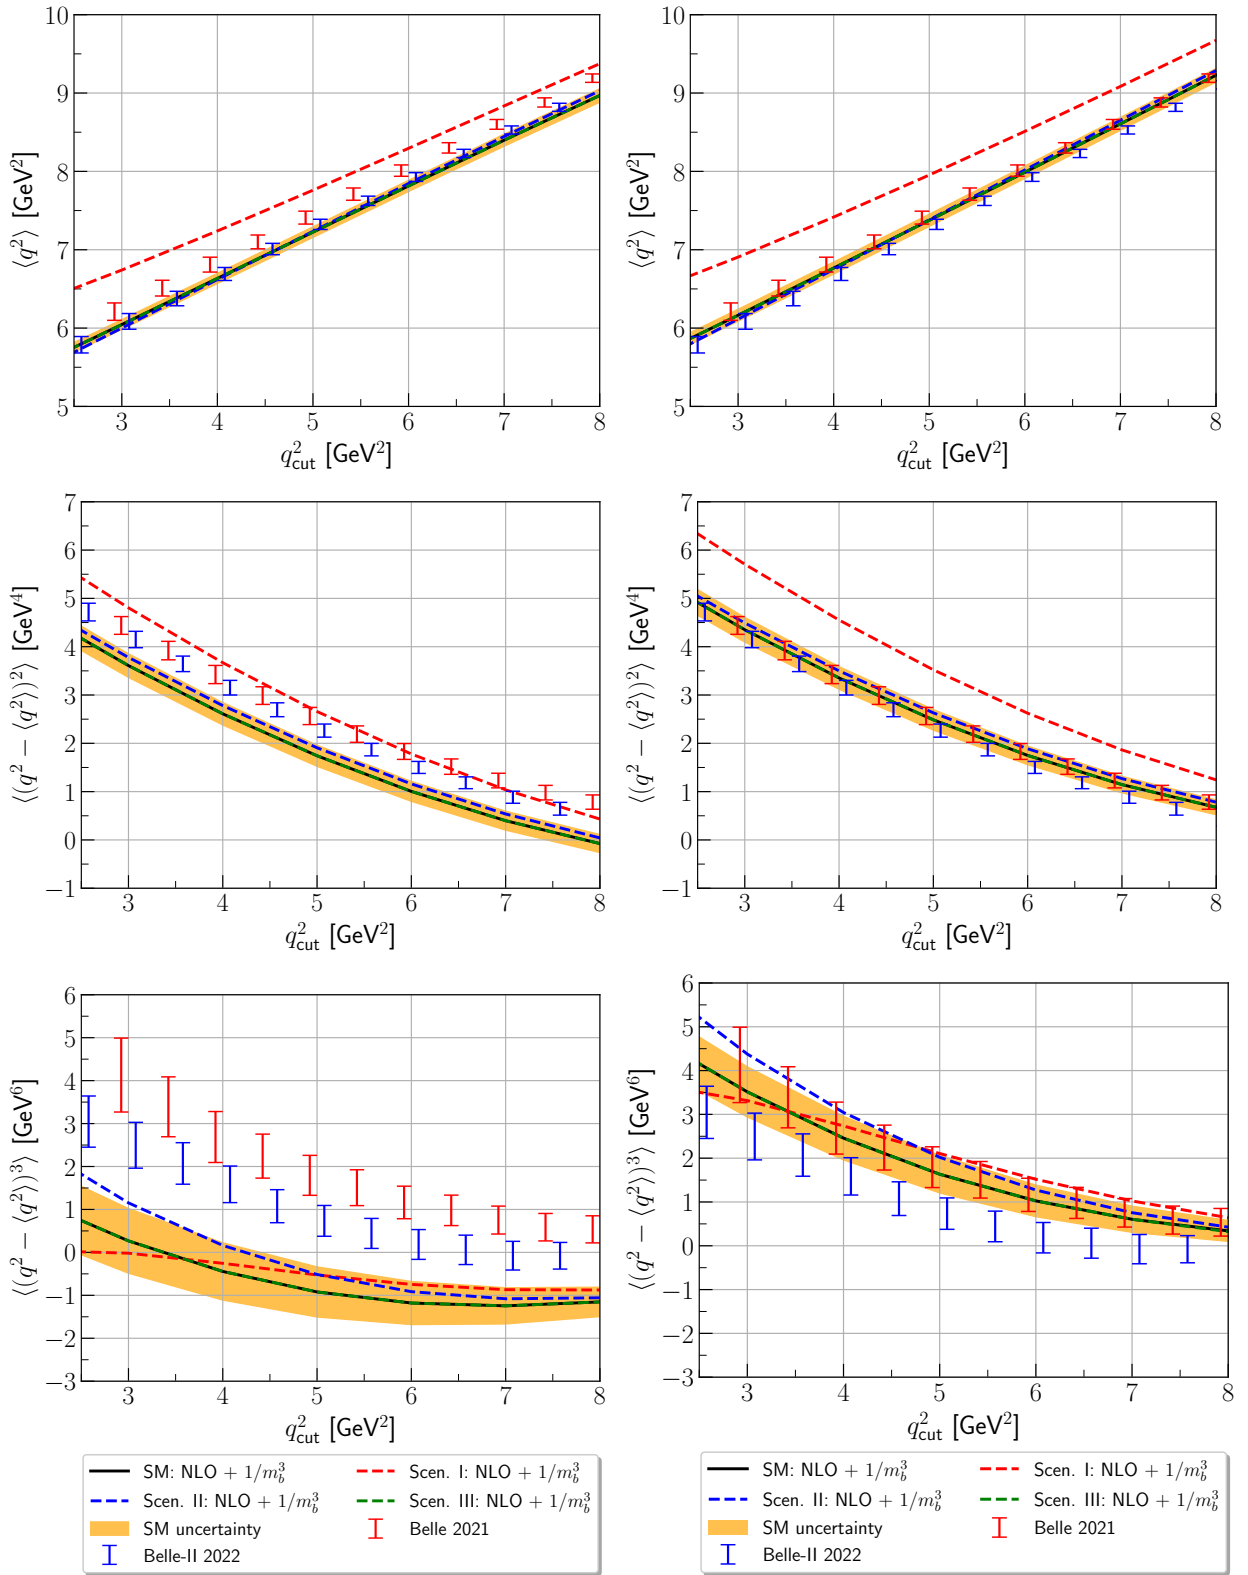 10
9
8
7
6
5
⟨q²⟩ [GeV²]
3 4 5 6 7 8
q²cut [GeV²]
10
9
8
7
6
5
⟨q²⟩ [GeV²]
3 4 5 6 7 8
q²cut [GeV²]
7
6
5
4
3
2
1
0
−1
⟨(q² − ⟨q²⟩)²⟩ [GeV⁴]
3 4 5 6 7 8
q²cut [GeV²]
7
6
5
4
3
2
1
0
−1
⟨(q² − ⟨q²⟩)²⟩ [GeV⁴]
3 4 5 6 7 8
q²cut [GeV²]
6
5
4
3
2
1
0
−1
−2
−3
⟨(q² − ⟨q²⟩)³⟩ [GeV⁶]
3 4 5 6 7 8
q²cut [GeV²]
6
5
4
3
2
1
0
−1
−2
−3
⟨(q² − ⟨q²⟩)³⟩ [GeV⁶]
3 4 5 6 7 8
q²cut [GeV²]
SM: NLO + 1/m_b³
Scen. I: NLO + 1/m_b³
Scen. II: NLO + 1/m_b³
Scen. III: NLO + 1/m_b³
SM uncertainty
Belle 2021
Belle-II 2022
SM: NLO + 1/m_b³
Scen. I: NLO + 1/m_b³
Scen. II: NLO + 1/m_b³
Scen. III: NLO + 1/m_b³
SM uncertainty
Belle 2021
Belle-II 2022